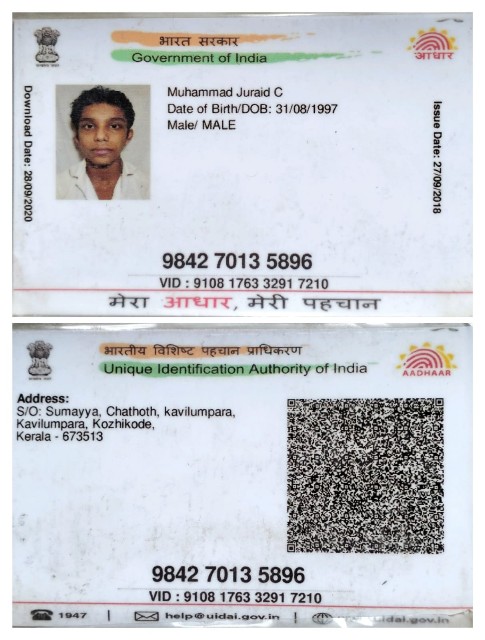 भारत सरकार
Government of India
आधार
Download Date: 28/09/2020
Muhammad Juraid C
Date of Birth/DOB: 31/08/1997
Male/ MALE
Issue Date: 27/09/2018
9842 7013 5896
VID : 9108 1763 3291 7210
मेरा आधार, मेरी पहचान
भारतीय विशिष्ट पहचान प्राधिकरण
Unique Identification Authority of India
AADHAAR
Address:
S/O: Sumayya, Chathoth, kavilumpara,
Kavilumpara, Kozhikode,
Kerala - 673513
9842 7013 5896
VID : 9108 1763 3291 7210
1947 | help@uidai.gov.in | uidai.gov.in